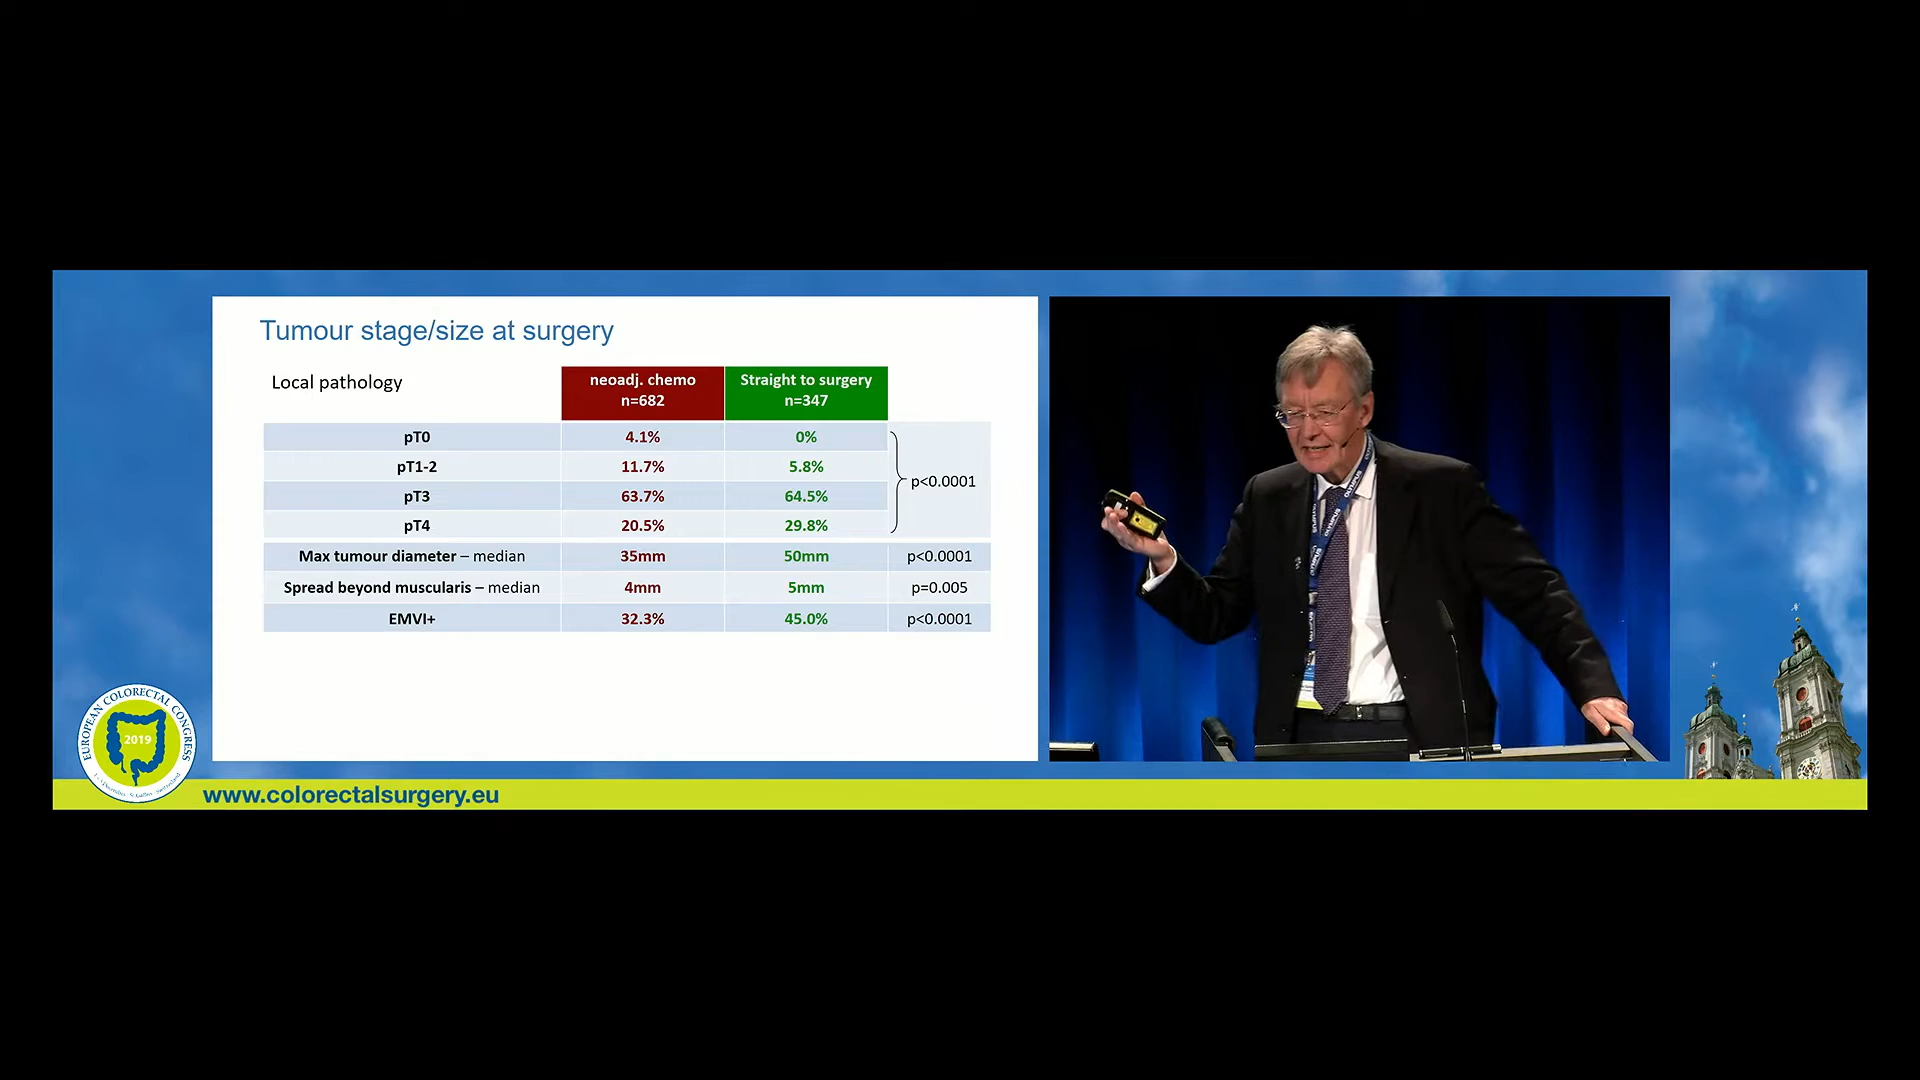 Tumour stage/size at surgery
Local pathology
neoadj. chemo
n=682
Straight to surgery
n=347
pT0 4.1% 0%
pT1-2 11.7% 5.8%
p<0.0001
pT3 63.7% 64.5%
pT4 20.5% 29.8%
Max tumour diameter – median 35mm 50mm p<0.0001
Spread beyond muscularis – median 4mm 5mm p=0.005
EMVI+ 32.3% 45.0% p<0.0001
OLYMPUS
OLYMPUS
EUROPEAN COLORECTAL CONGRESS
2019
www.colorectalsurgery.eu